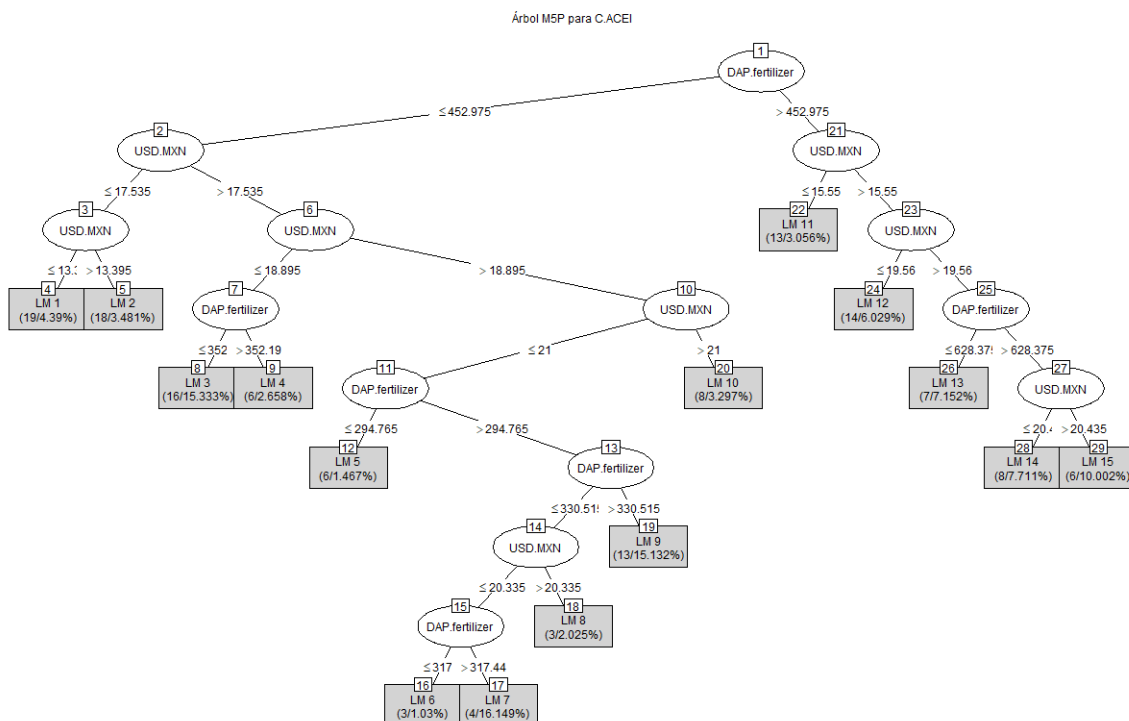 Árbol M5P para C.ACEI
1
DAP.fertilizer
≤452.975
> 452.975
2
USD.MXN
21
USD.MXN
≤ 17.535
> 17.535
≤ 15.55
> 15.55
3
USD.MXN
6
USD.MXN
22
LM 11
(13/3.056%)
23
USD.MXN
≤ 13.3
> 13.395
≤ 18.895
> 18.895
≤ 19.56
> 19.56
4
LM 1
(19/4.39%)
5
LM 2
(18/3.481%)
7
DAP.fertilizer
10
USD.MXN
24
LM 12
(14/6.029%)
25
DAP.fertilizer
≤352
> 352.19
≤ 21
> 21
≤628.375
> 628.375
8
LM 3
(16/15.333%)
9
LM 4
(6/2.658%)
11
DAP.fertilizer
20
LM 10
(8/3.297%)
26
LM 13
(7/7.152%)
27
USD.MXN
≤ 294.765
>294.765
≤ 20.4
> 20.435
12
LM 5
(6/1.467%)
13
DAP.fertilizer
28
LM 14
(8/7.711%)
29
LM 15
(6/10.002%)
≤330.515
> 330.515
14
USD.MXN
19
LM 9
(13/15.132%)
≤ 20.335
> 20.335
15
DAP.fertilizer
18
LM 8
(3/2.025%)
≤317
> 317.44
16
LM 6
(3/1.03%)
17
LM 7
(4/16.149%)